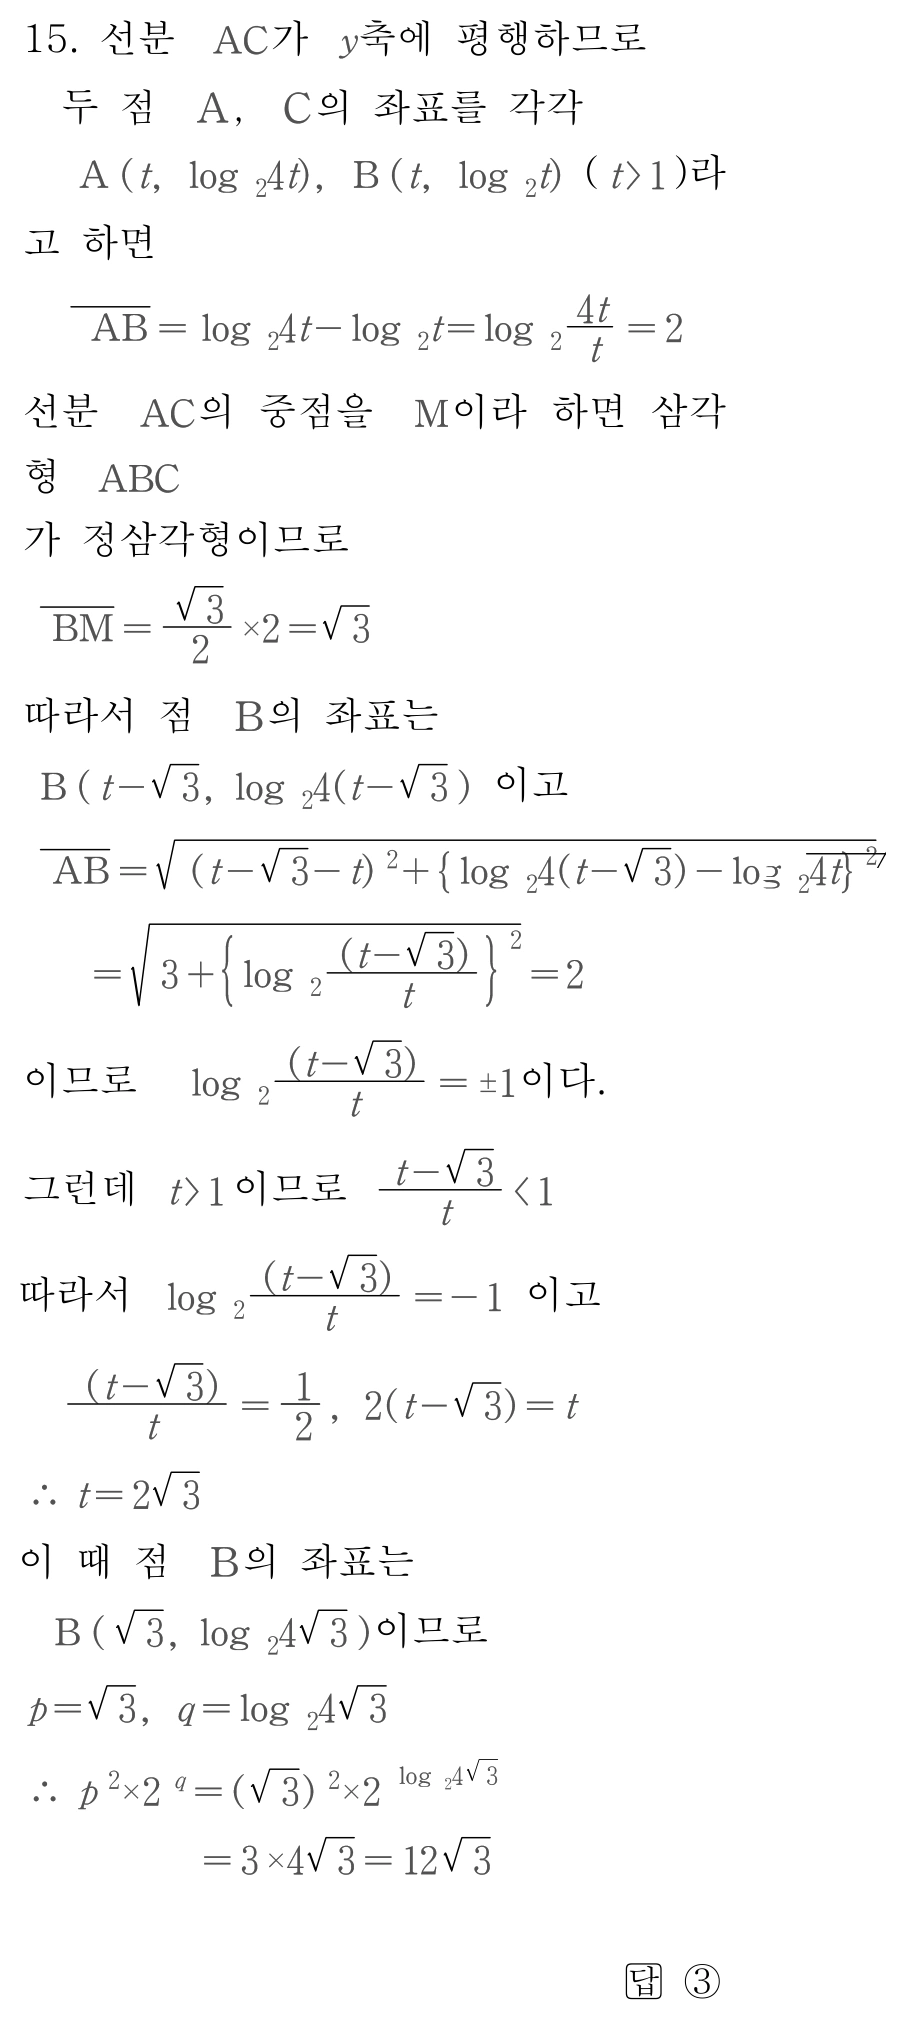 15. 선분 AC가 y축에 평행하므로
두 점 A, C의 좌표를 각각
A(t, log ₂4t), B(t, log ₂t) ( t>1 )라
고 하면
A̅B̅ = log ₂4t − log ₂t = log ₂ 4t/t = 2
선분 AC의 중점을 M이라 하면 삼각
형 ABC
가 정삼각형이므로
B̅M̅ = √3/2 ×2 = √3
따라서 점 B의 좌표는
B( t−√3, log ₂4(t−√3 ) 이고
A̅B̅ = √( (t−√3−t)²+{log ₂4(t−√3)−log ₂4t}² )
= √( 3+{log ₂ (t−√3)/t}² ) = 2
이므로 log ₂ (t−√3)/t = ±1이다.
그런데 t>1이므로 t−√3/t < 1
따라서 log ₂ (t−√3)/t = −1 이고
(t−√3)/t = 1/2, 2(t−√3) = t
∴ t = 2√3
이 때 점 B의 좌표는
B( √3, log ₂4√3 )이므로
p = √3, q = log ₂4√3
∴ p²×2^q = (√3)²×2^(log ₂4√3)
= 3×4√3 = 12√3
답 ③